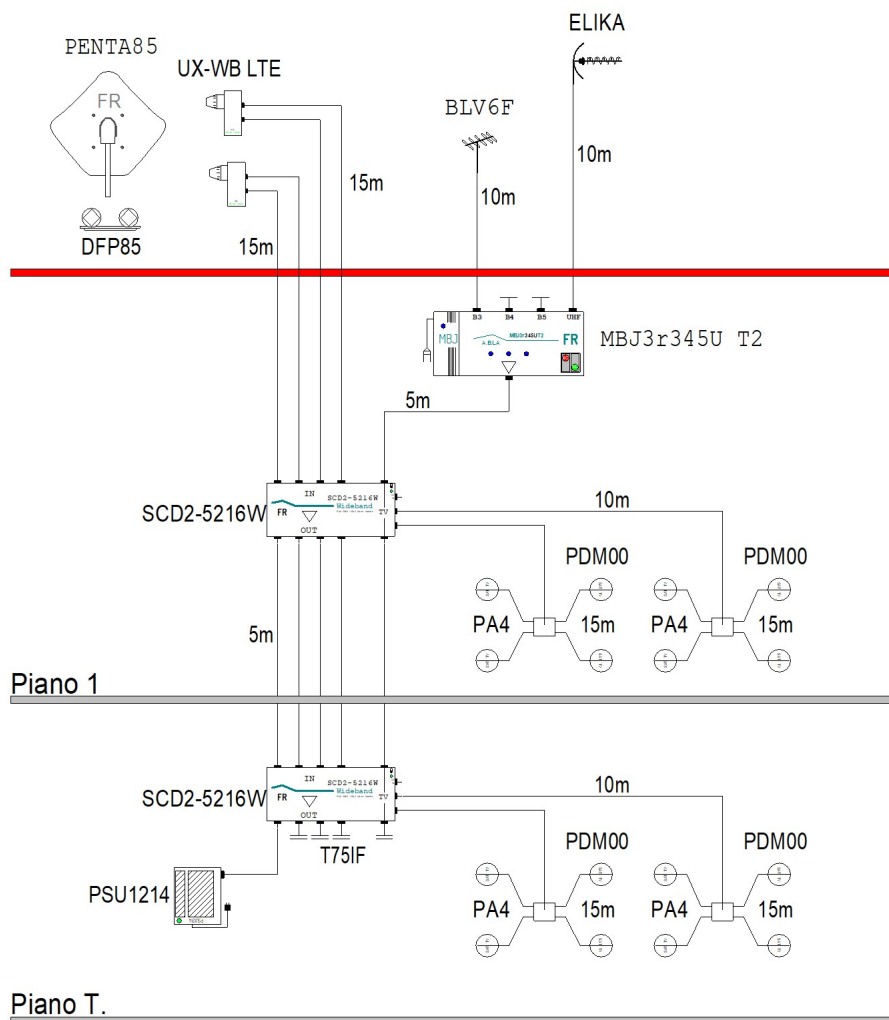 ELIKA
PENTA85
UX-WB LTE
FR
BLV6F
10m
15m
10m
DFP85
15m
B3 B4 B5 UHF
MBJ
MBJ3r345UT2
A.BI.A
FR
MBJ3r345U T2
5m
IN
SCD2-5216W
Wideband
SCD2-5216W
FR
TV
OUT
10m
PDM00
PDM00
PA4
15m
PA4
15m
5m
Piano 1
IN
SCD2-5216W
Wideband
SCD2-5216W
FR
TV
OUT
10m
T75IF
PDM00
PDM00
PSU1214
PA4
15m
PA4
15m
Piano T.